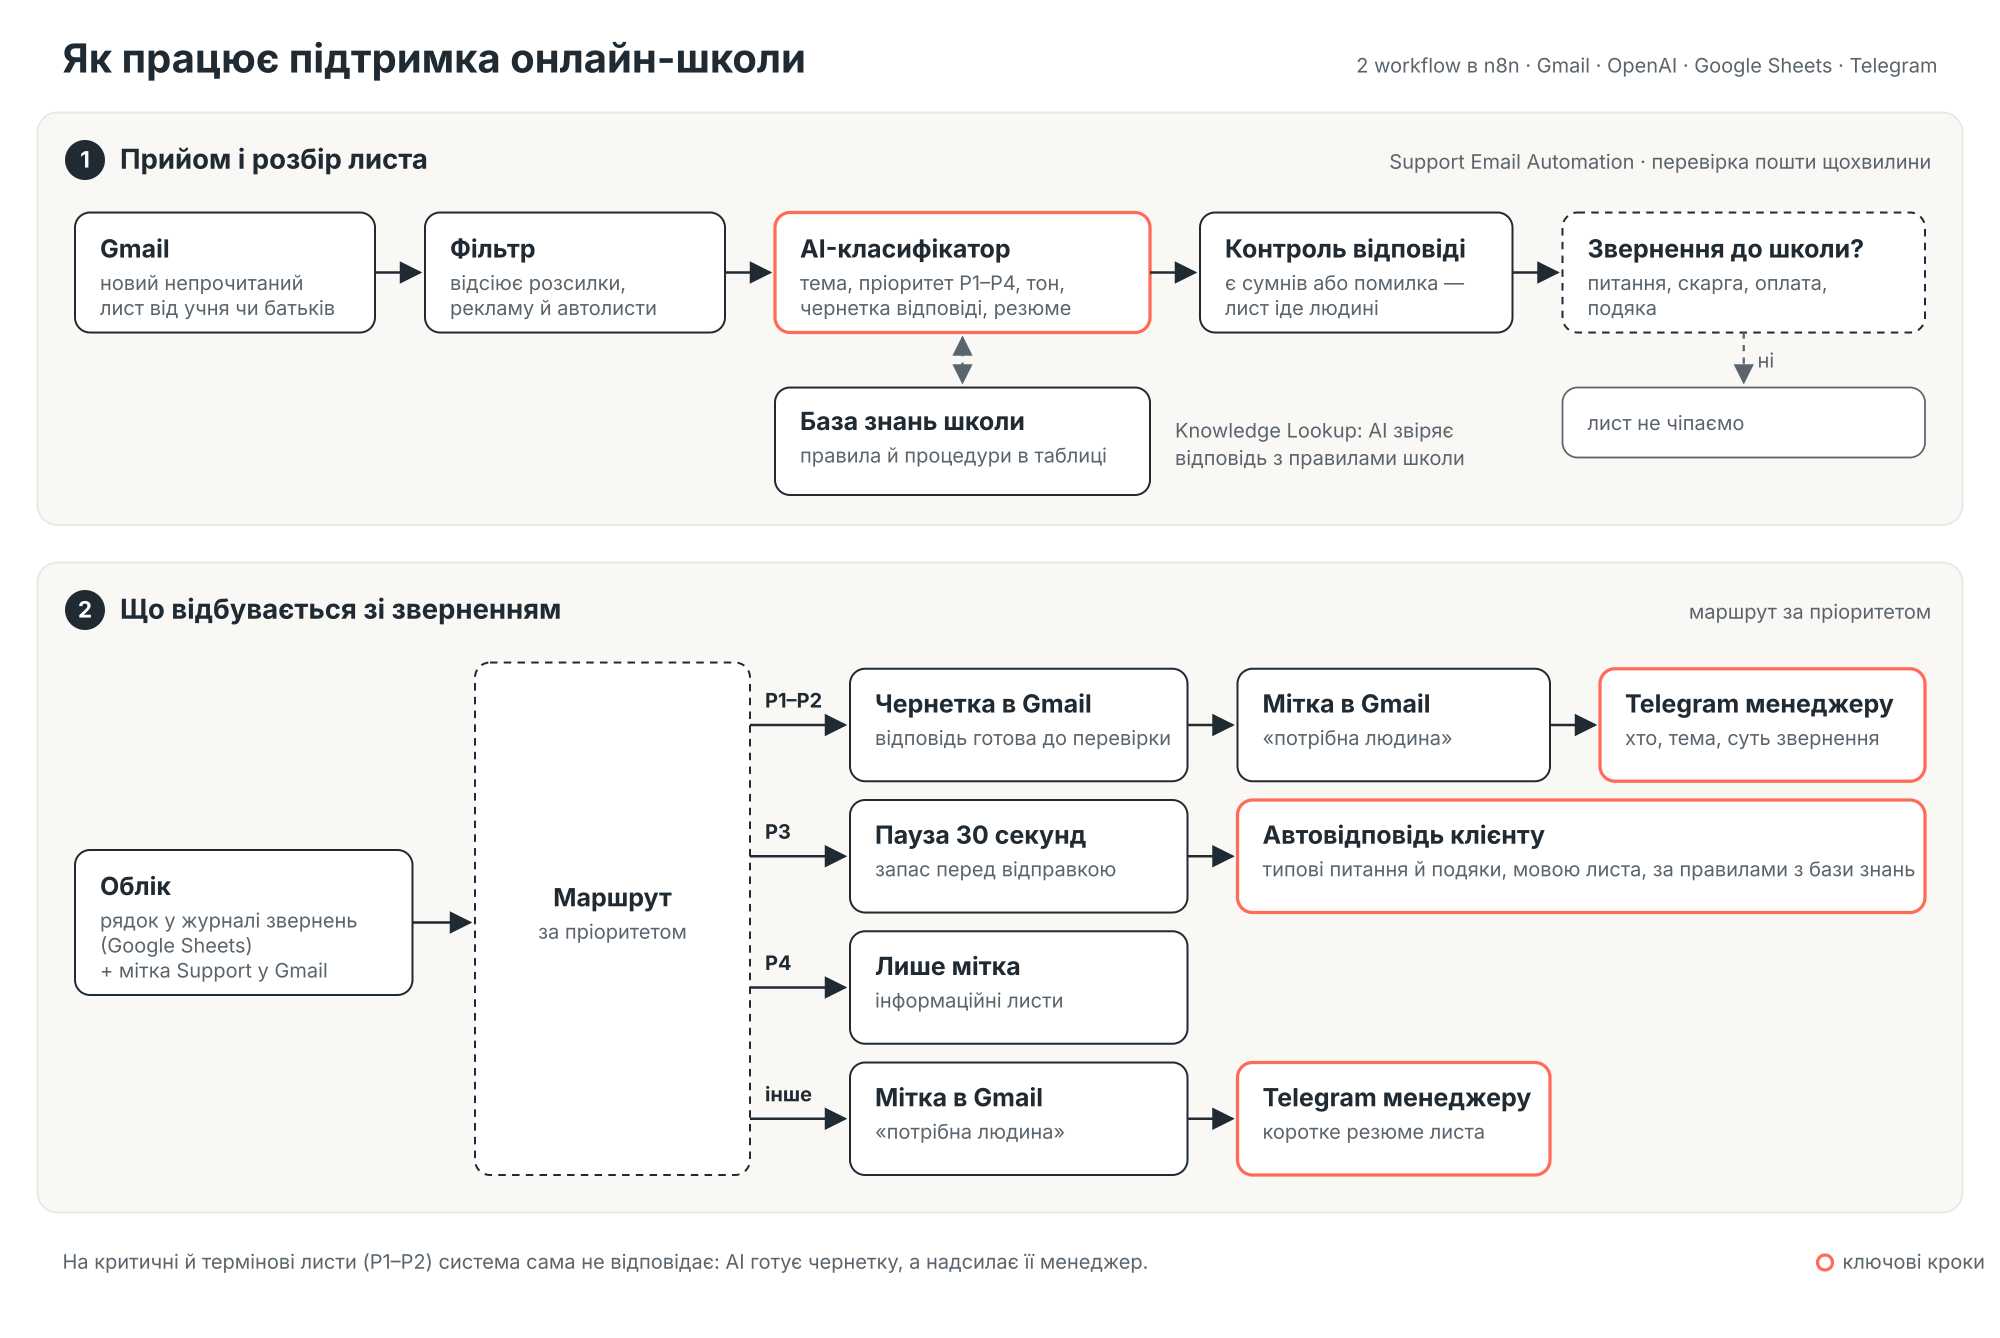 Як працює підтримка онлайн-школи
2 workflow в n8n · Gmail · OpenAI · Google Sheets · Telegram
1 Прийом і розбір листа
Support Email Automation · перевірка пошти щохвилини
Gmail
новий непрочитаний
лист від учня чи батьків
Фільтр
відсіює розсилки,
рекламу й автолисти
AI-класифікатор
тема, пріоритет P1–P4, тон,
чернетка відповіді, резюме
Контроль відповіді
є сумнів або помилка —
лист іде людині
Звернення до школи?
питання, скарга, оплата,
подяка
ні
База знань школи
правила й процедури в таблиці
Knowledge Lookup: AI звіряє
відповідь з правилами школи
лист не чіпаємо
2 Що відбувається зі зверненням
маршрут за пріоритетом
Облік
рядок у журналі звернень
(Google Sheets)
+ мітка Support у Gmail
Маршрут
за пріоритетом
P1–P2
Чернетка в Gmail
відповідь готова до перевірки
Мітка в Gmail
«потрібна людина»
Telegram менеджеру
хто, тема, суть звернення
P3
Пауза 30 секунд
запас перед відправкою
Автовідповідь клієнту
типові питання й подяки, мовою листа, за правилами з бази знань
P4
Лише мітка
інформаційні листи
інше
Мітка в Gmail
«потрібна людина»
Telegram менеджеру
коротке резюме листа
На критичні й термінові листи (P1–P2) система сама не відповідає: AI готує чернетку, а надсилає її менеджер.
ключові кроки